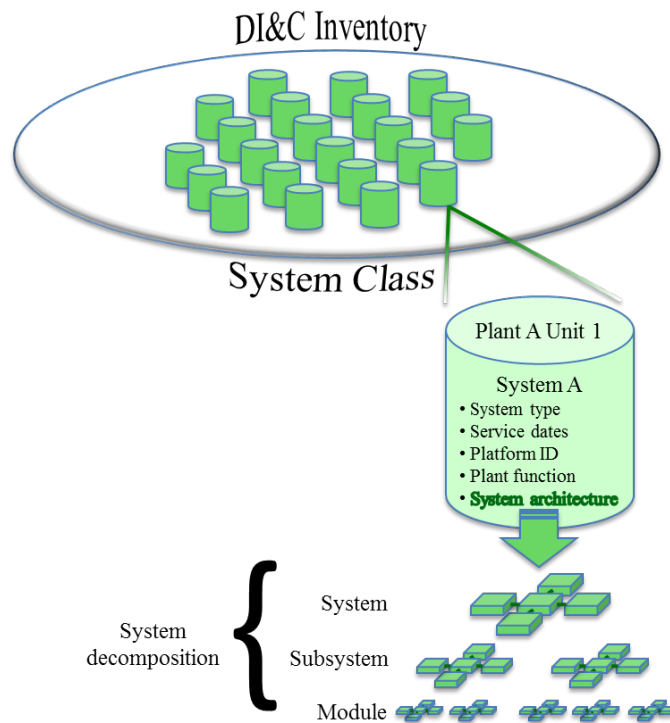 DI&C Inventory
System Class
Plant A Unit 1
System A
• System type
• Service dates
• Platform ID
• Plant function
• System architecture
System
System
decomposition
Subsystem
Module